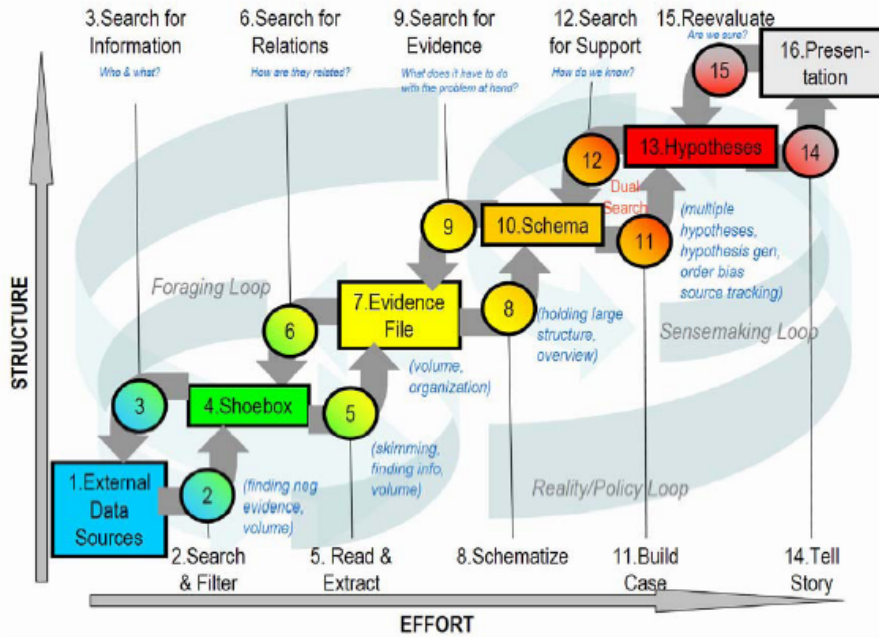 3.Search for
Information
Who & what?
6.Search for
Relations
How are they related?
9.Search for
Evidence
What does it have to do
with the problem at hand?
12.Search
for Support
How do we know?
15.Reevaluate
Are we sure?
16.Presen-
tation
15
13.Hypotheses
14
12
Dual
Search
11
(multiple
hypotheses,
hypothesis gen,
order bias
source tracking)
10.Schema
9
8
(holding large
structure,
overview)
Foraging Loop
Sensemaking Loop
7.Evidence
File
6
(volume,
organization)
3
4.Shoebox
5
(skimming,
finding info,
volume)
1.External
Data
Sources
2
(finding neg
evidence,
volume)
Reality/Policy Loop
2.Search
& Filter
5. Read &
Extract
8.Schematize
11.Build
Case
14.Tell
Story
STRUCTURE
EFFORT